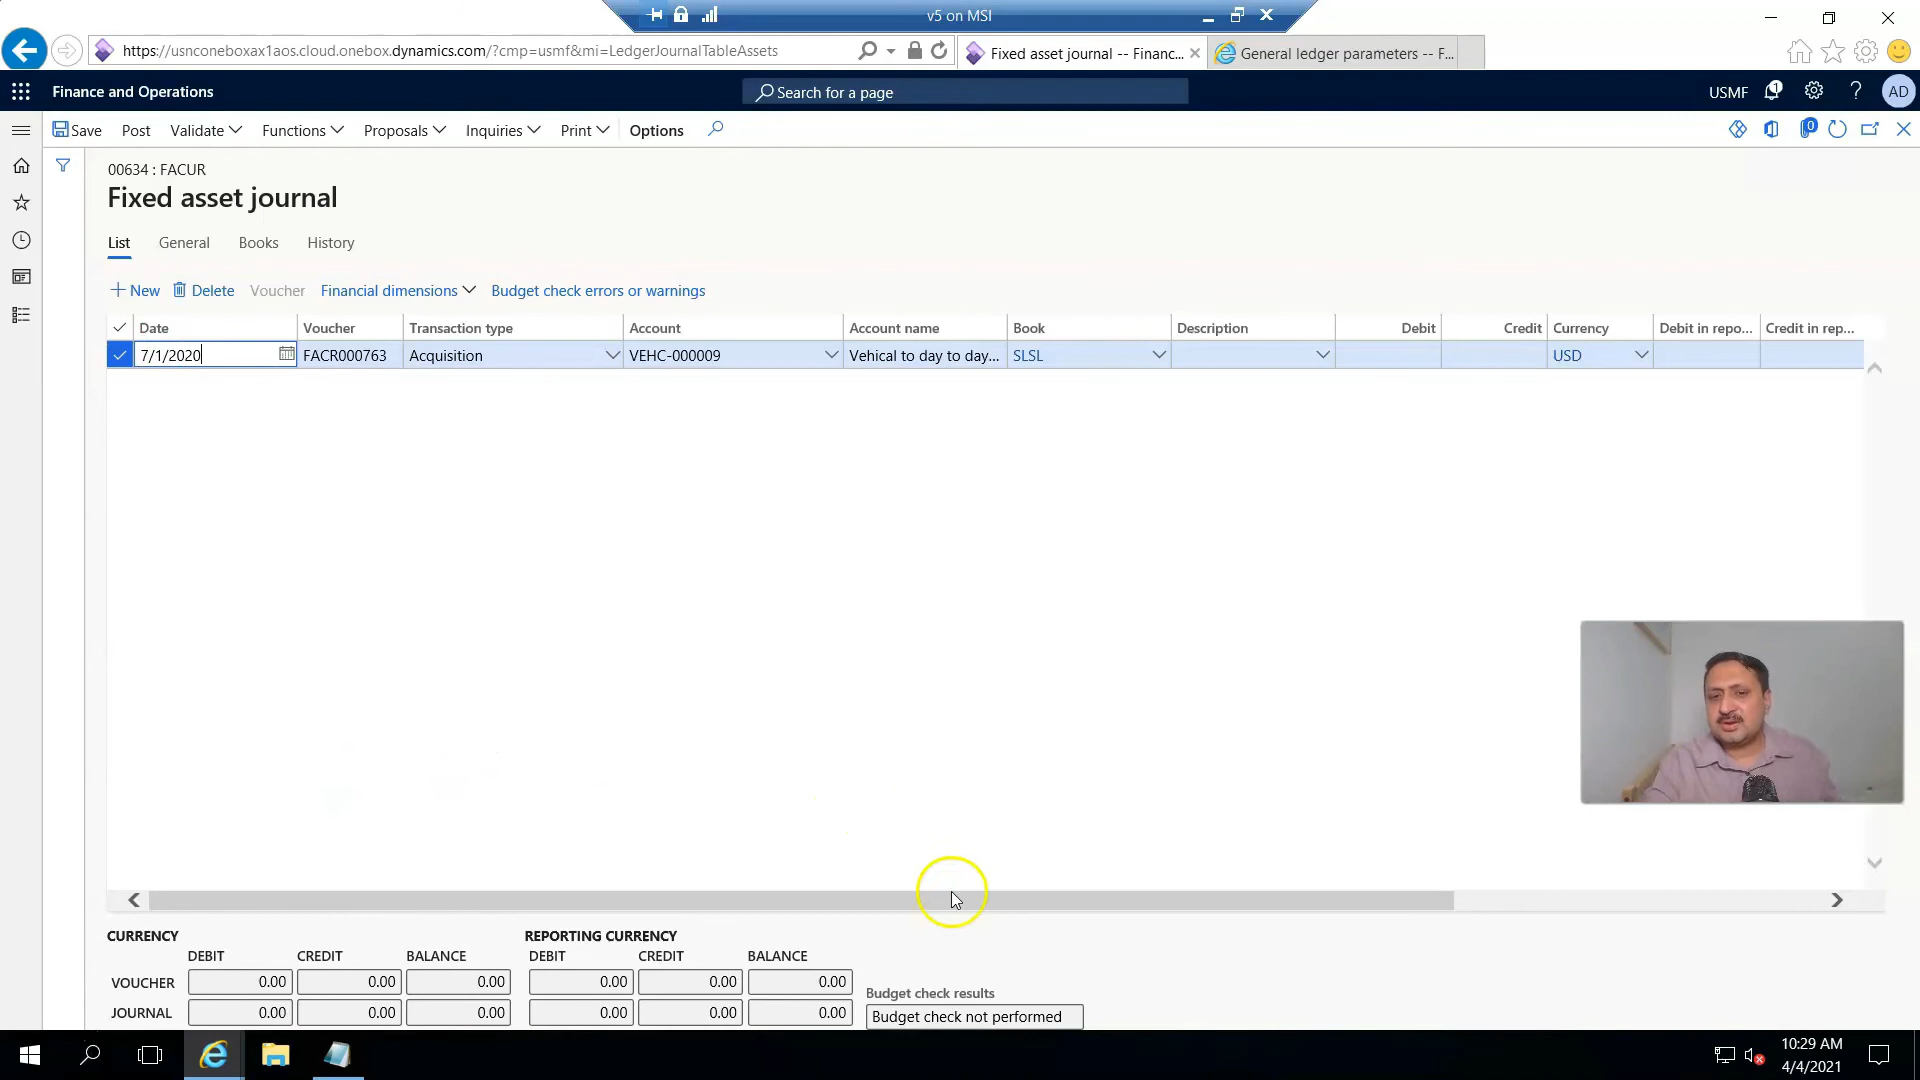 v5 on MSI
https://usnconeboxax1aos.cloud.onebox.dynamics.com/?cmp=usmf&mi=LedgerJournalTableAssets
Fixed asset journal -- Financ...
General ledger parameters -- F...
Finance and Operations
Search for a page
USMF
1
?
AD
Save Post Validate Functions Proposals Inquiries Print Options
0
00634 : FACUR
Fixed asset journal
List General Books History
+ New Delete Voucher Financial dimensions Budget check errors or warnings
Date Voucher Transaction type Account Account name Book Description Debit Credit Currency Debit in repo... Credit in rep...
7/1/2020 FACR000763 Acquisition VEHC-000009 Vehical to day to day... SLSL USD
CURRENCY REPORTING CURRENCY
DEBIT CREDIT BALANCE DEBIT CREDIT BALANCE
VOUCHER 0.00 0.00 0.00 0.00 0.00 0.00
Budget check results
JOURNAL 0.00 0.00 0.00 0.00 0.00 0.00
Budget check not performed
10:29 AM
4/4/2021